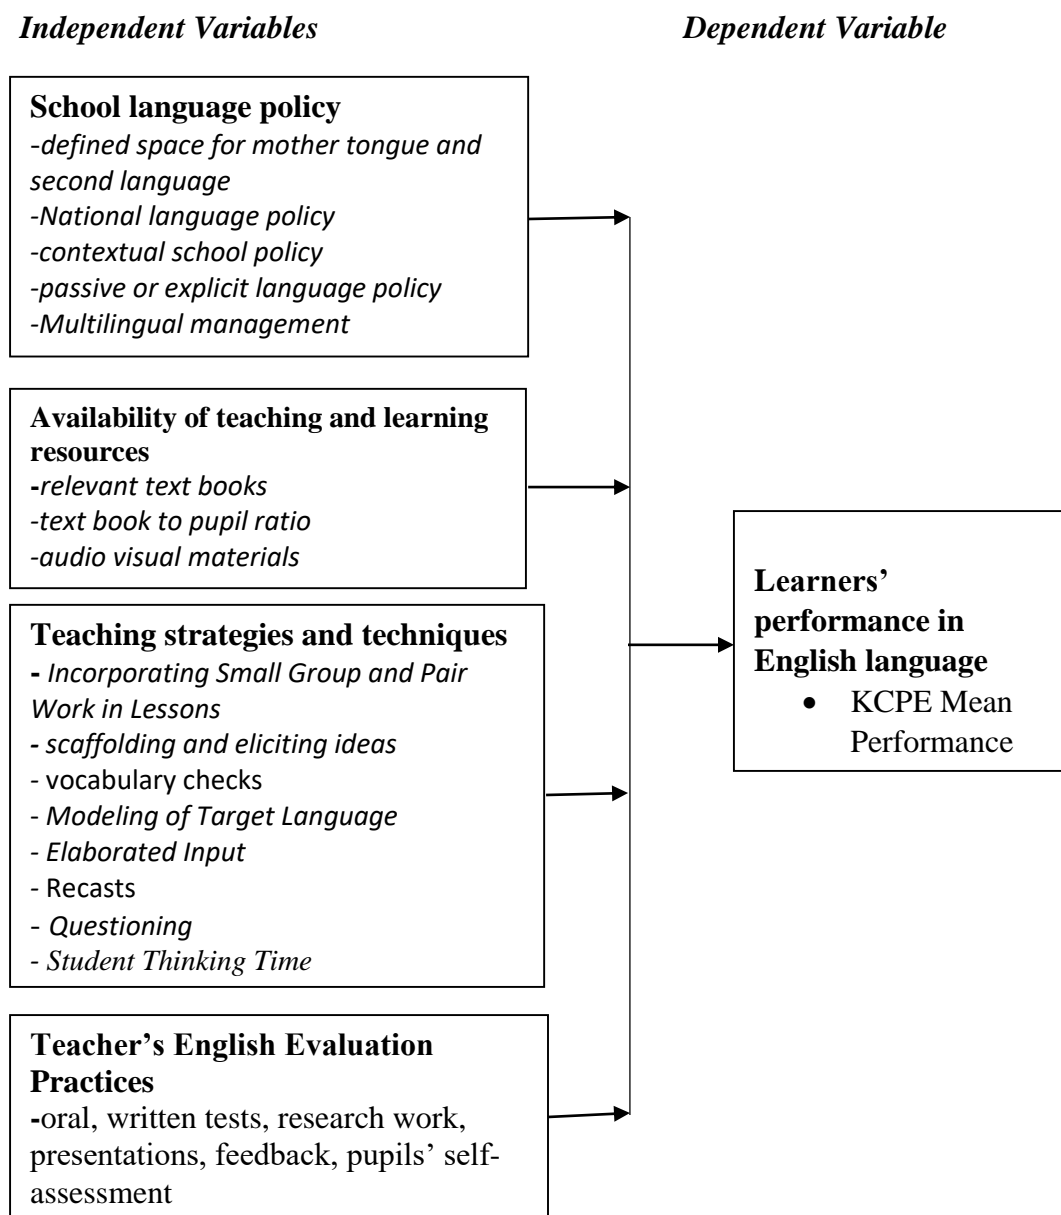 Independent Variables
Dependent Variable
School language policy
-defined space for mother tongue and
second language
-National language policy
-contextual school policy
-passive or explicit language policy
-Multilingual management
Availability of teaching and learning
resources
-relevant text books
-text book to pupil ratio
-audio visual materials
Teaching strategies and techniques
- Incorporating Small Group and Pair
Work in Lessons
- scaffolding and eliciting ideas
- vocabulary checks
- Modeling of Target Language
- Elaborated Input
- Recasts
- Questioning
- Student Thinking Time
Teacher’s English Evaluation
Practices
-oral, written tests, research work,
presentations, feedback, pupils’ self-
assessment
Learners’
performance in
English language
• KCPE Mean
Performance